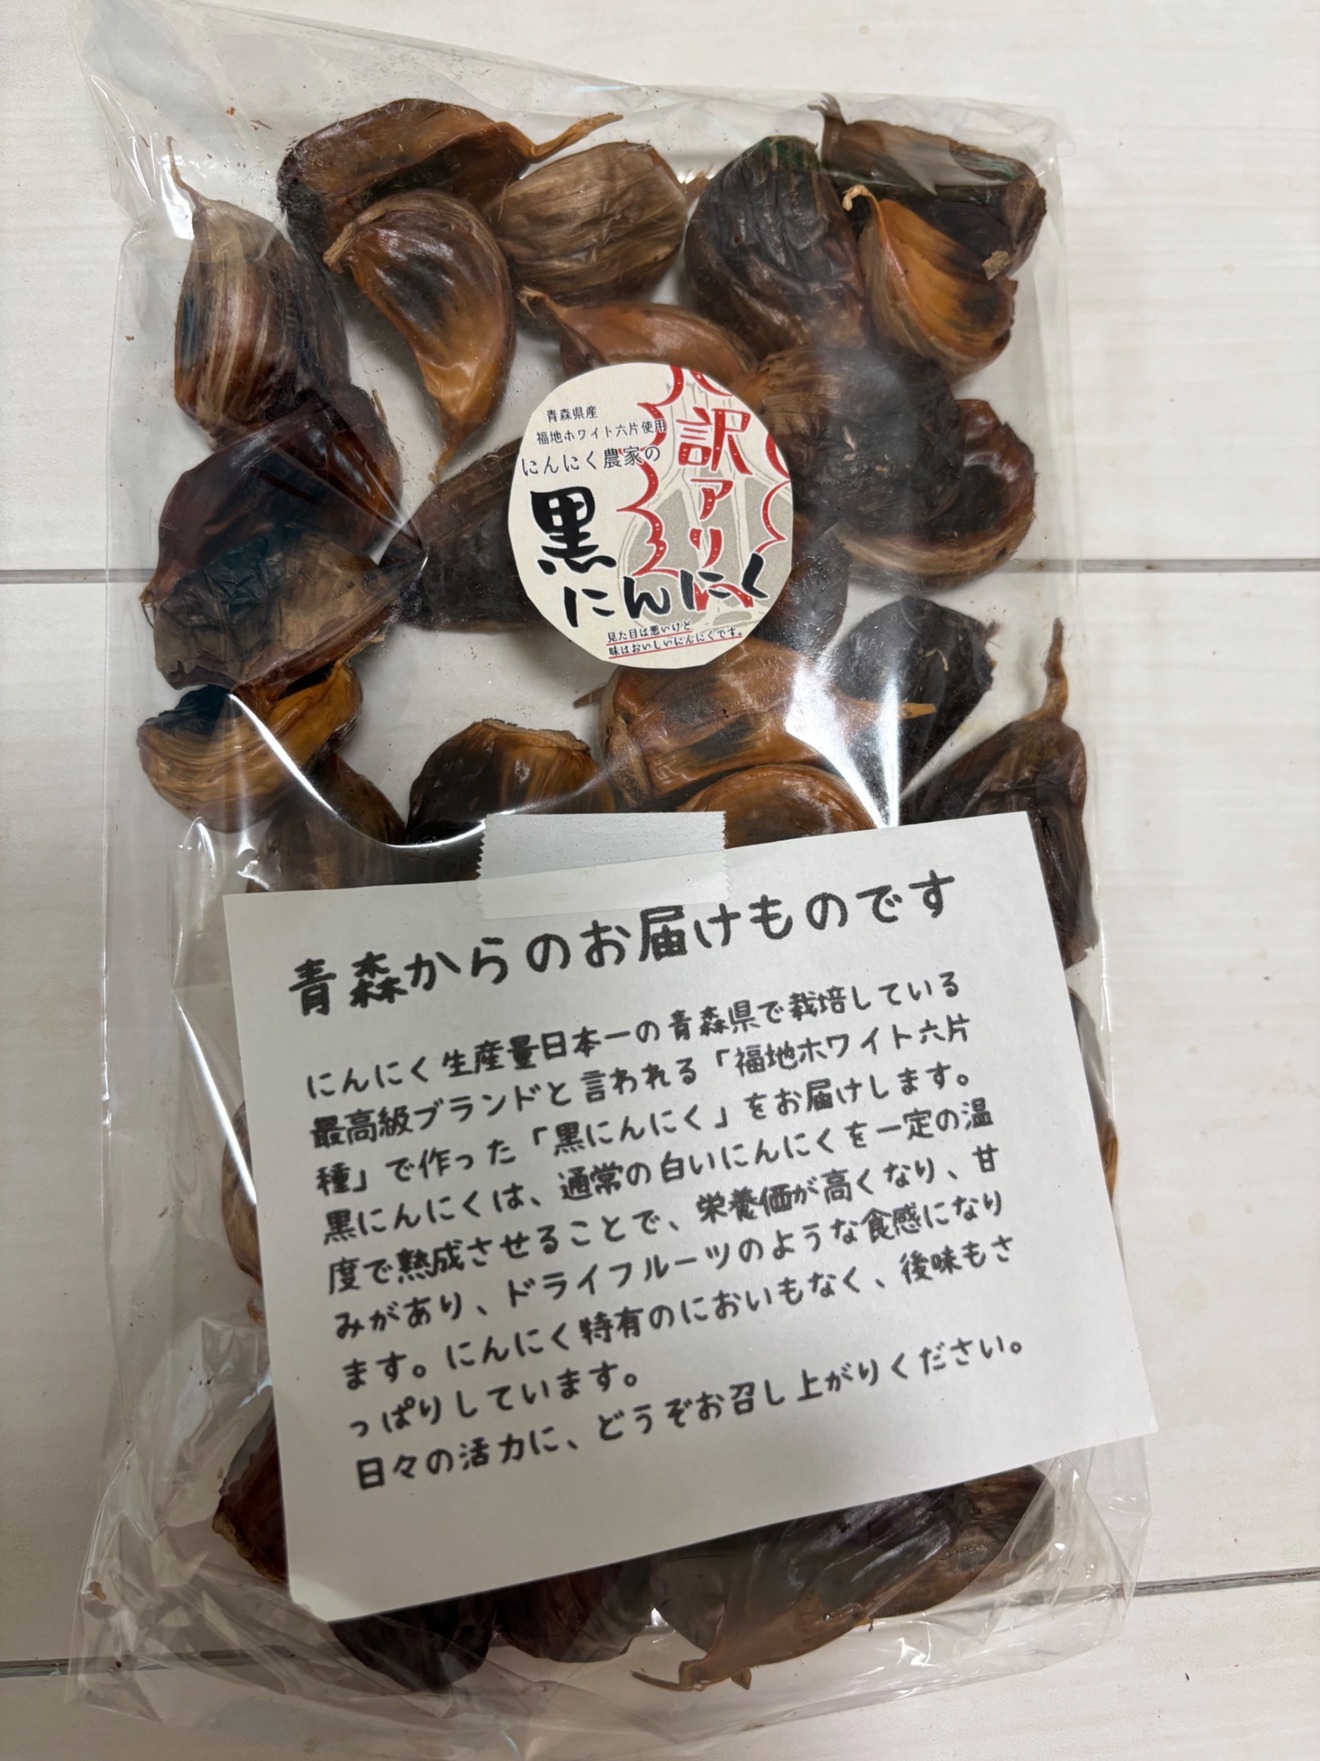 青森県産
福地ホワイト六片使用
にんにく農家の
訳アリ
黒
にんにく
見た目は悪いけど
味はおいしいにんにくです。
青森からのお届けものです
にんにく生産量日本一の青森県で栽培している
最高級ブランドと言われる「福地ホワイト六片
種」で作った「黒にんにく」をお届けします。
黒にんにくは、通常の白いにんにくを一定の温
度で熟成させることで、栄養価が高くなり、甘
みがあり、ドライフルーツのような食感になり
ます。にんにく特有のにおいもなく、後味もさ
っぱりしています。
日々の活力に、どうぞお召し上がりください。